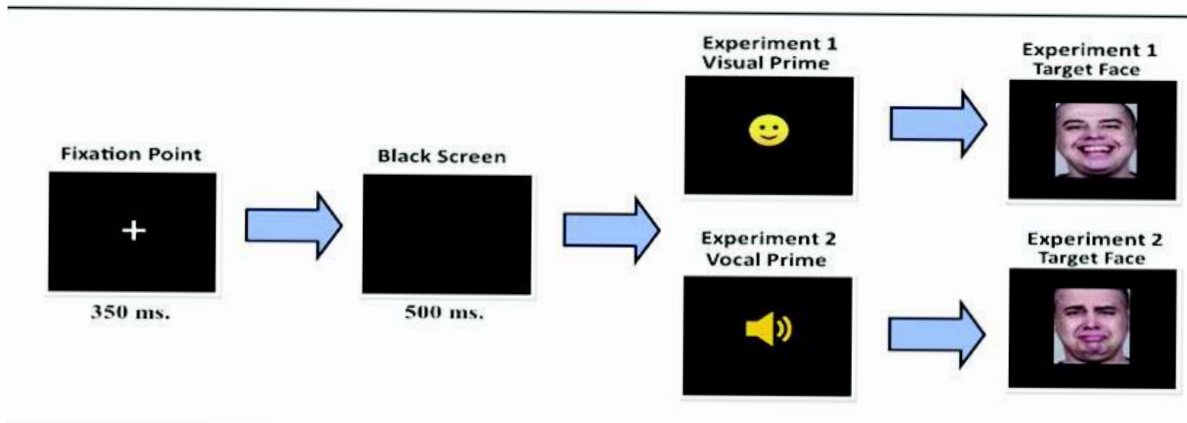 Fixation Point
350 ms.
Black Screen
500 ms.
Experiment 1
Visual Prime
Experiment 1
Target Face
Experiment 2
Vocal Prime
Experiment 2
Target Face